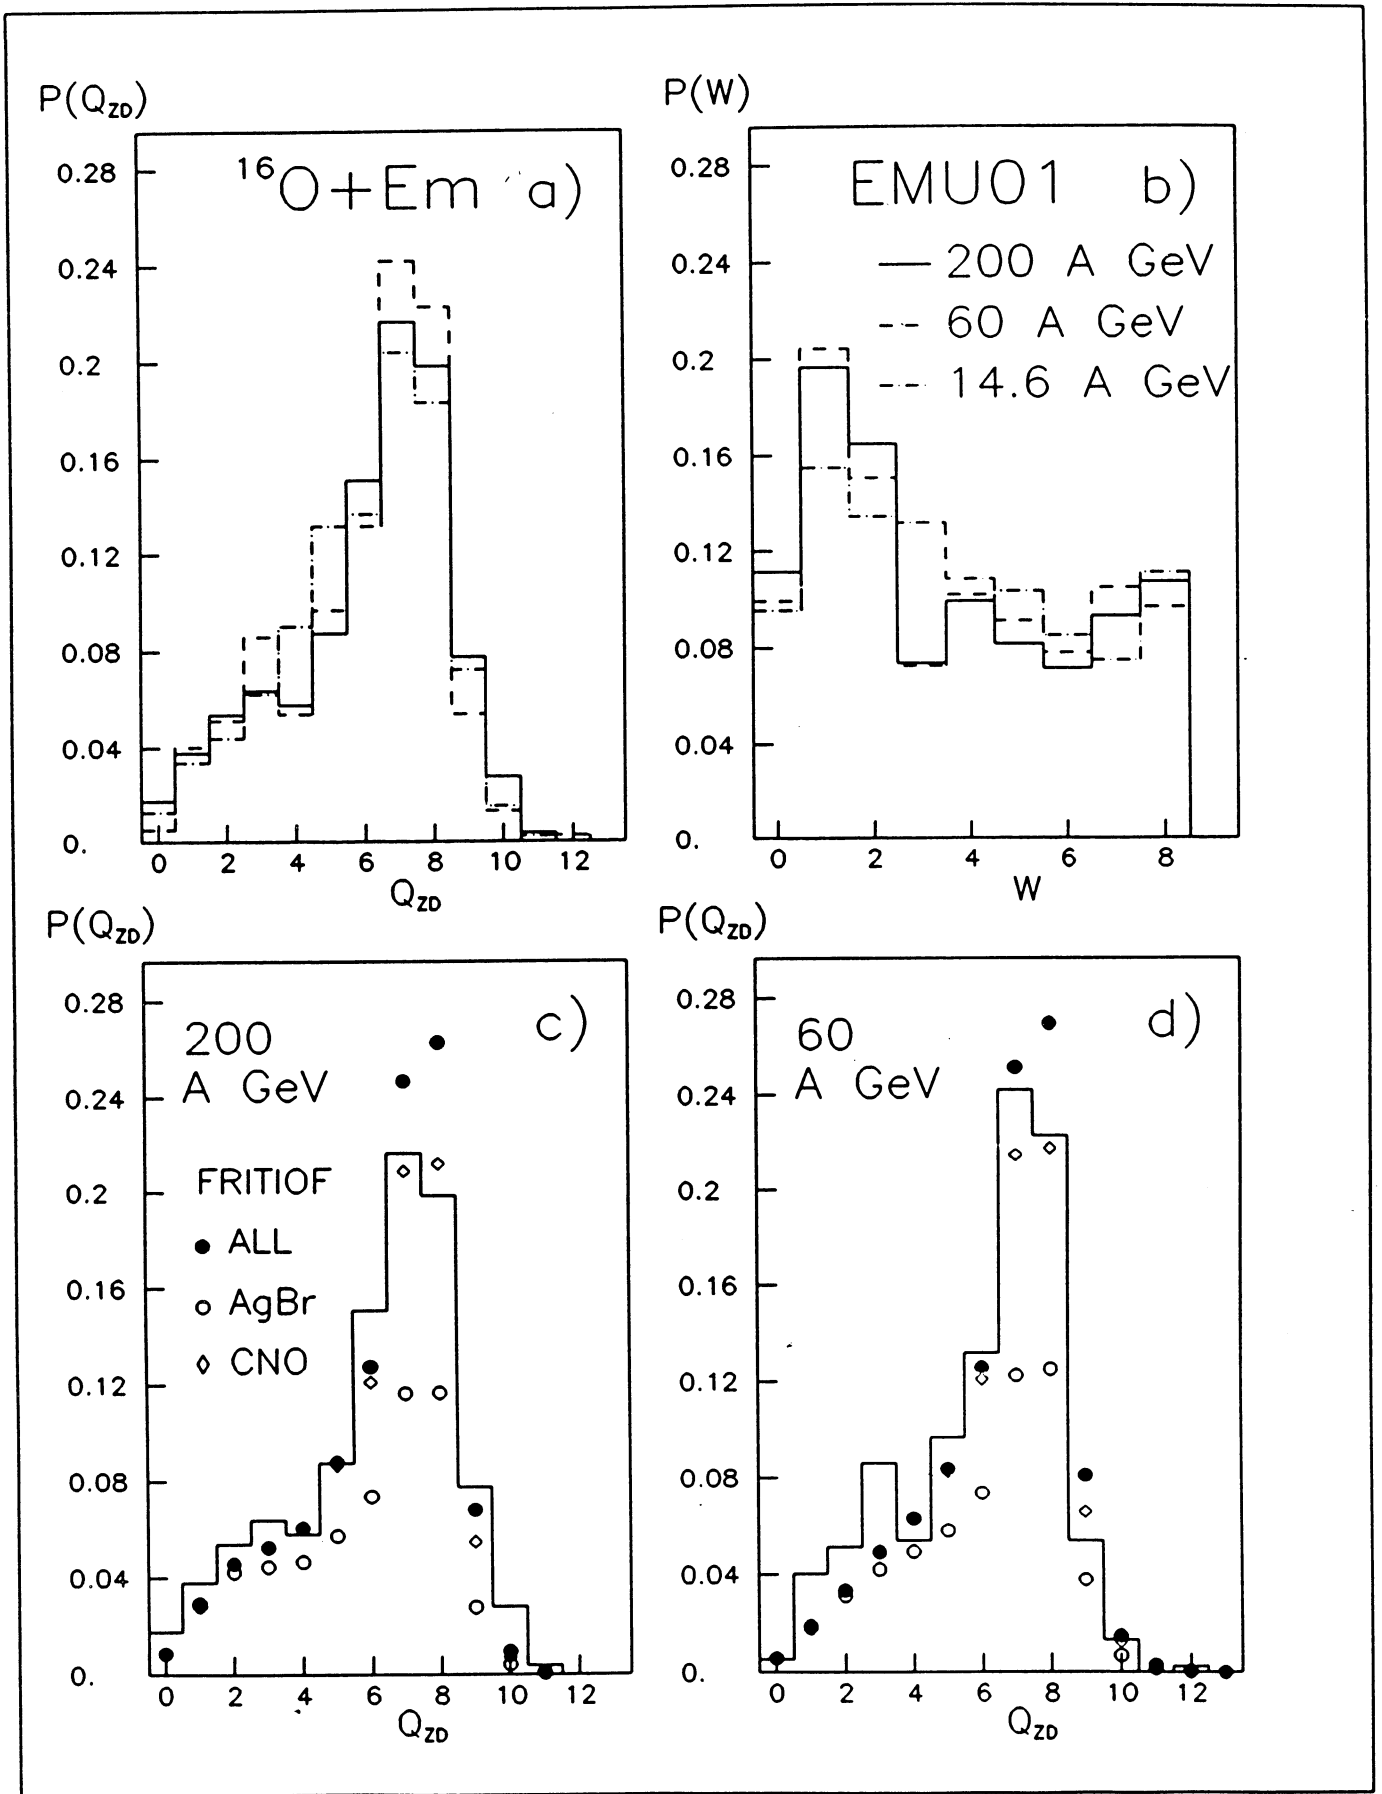 P(Q_ZD)
¹⁶O+Em a)
0.28
0.24
0.2
0.16
0.12
0.08
0.04
0.
0 2 4 6 8 10 12
Q_ZD
P(W)
EMU01 b)
200 A GeV
60 A GeV
14.6 A GeV
0.28
0.24
0.2
0.16
0.12
0.08
0.04
0.
0 2 4 6 8
W
P(Q_ZD)
c)
200
A GeV
FRITIOF
ALL
AgBr
CNO
0.28
0.24
0.2
0.16
0.12
0.08
0.04
0.
0 2 4 6 8 10 12
Q_ZD
P(Q_ZD)
d)
60
A GeV
0.28
0.24
0.2
0.16
0.12
0.08
0.04
0.
0 2 4 6 8 10 12
Q_ZD